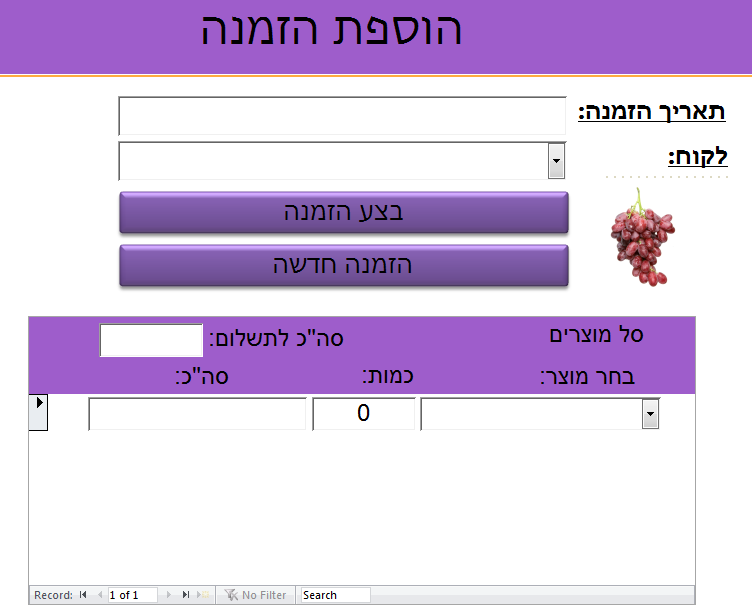 הוספת הזמנה
תאריך הזמנה:
לקוח:
בצע הזמנה
הזמנה חדשה
סל מוצרים
סה"כ לתשלום:
בחר מוצר:
כמות:
סה"כ:
0
Record: 1 of 1 No Filter Search